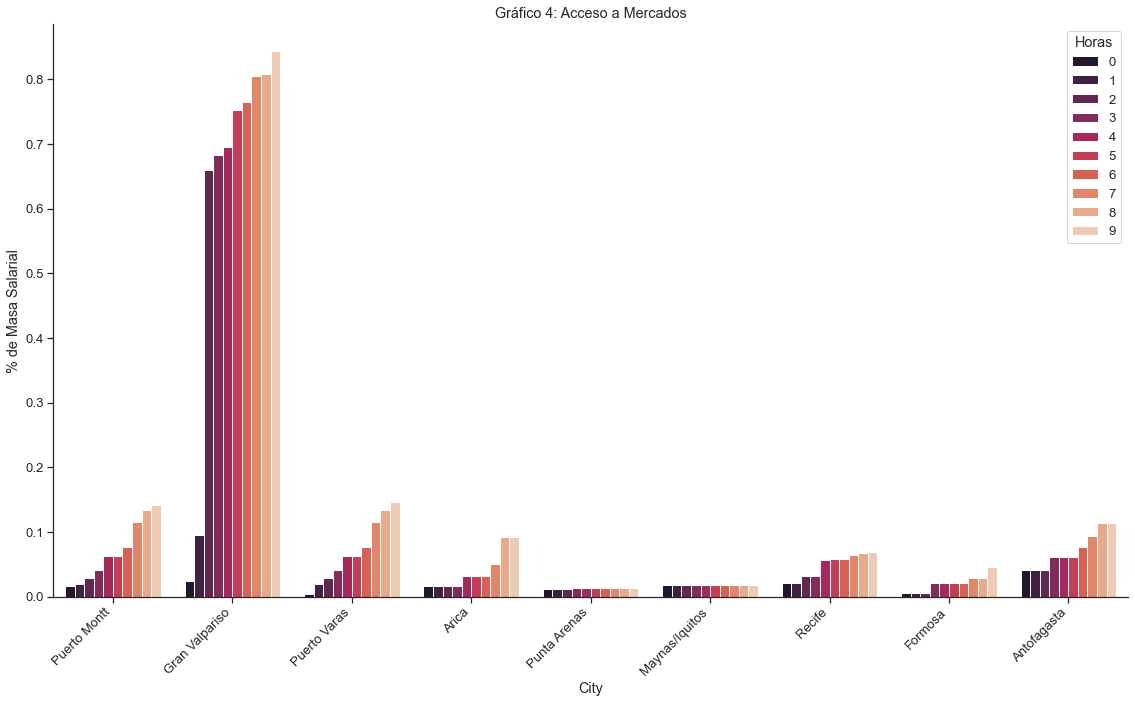 Gráfico 4: Acceso a Mercados
Horas
0
1
2
3
4
5
6
7
8
9
% de Masa Salarial
0.8
0.7
0.6
0.5
0.4
0.3
0.2
0.1
0.0
Puerto Montt
Gran Valpariso
Puerto Varas
Arica
Punta Arenas
Maynas/Iquitos
Recife
Formosa
Antofagasta
City